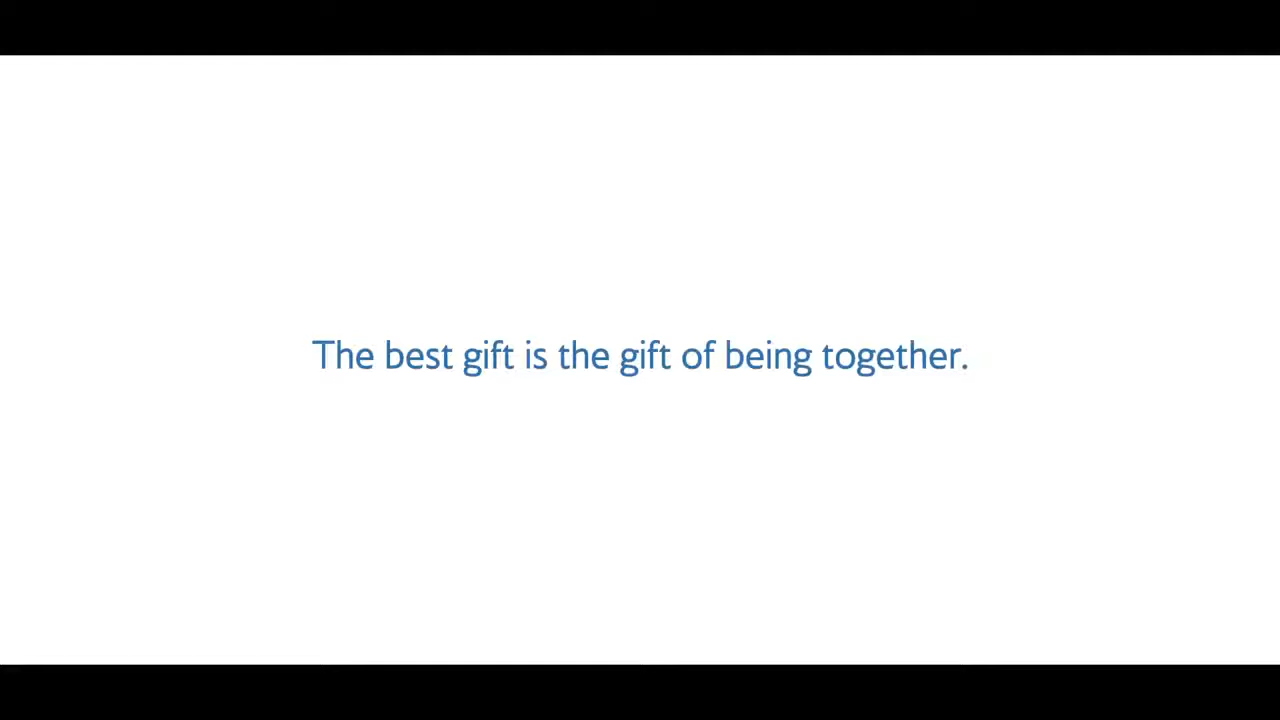 The best gift is the gift of being together.